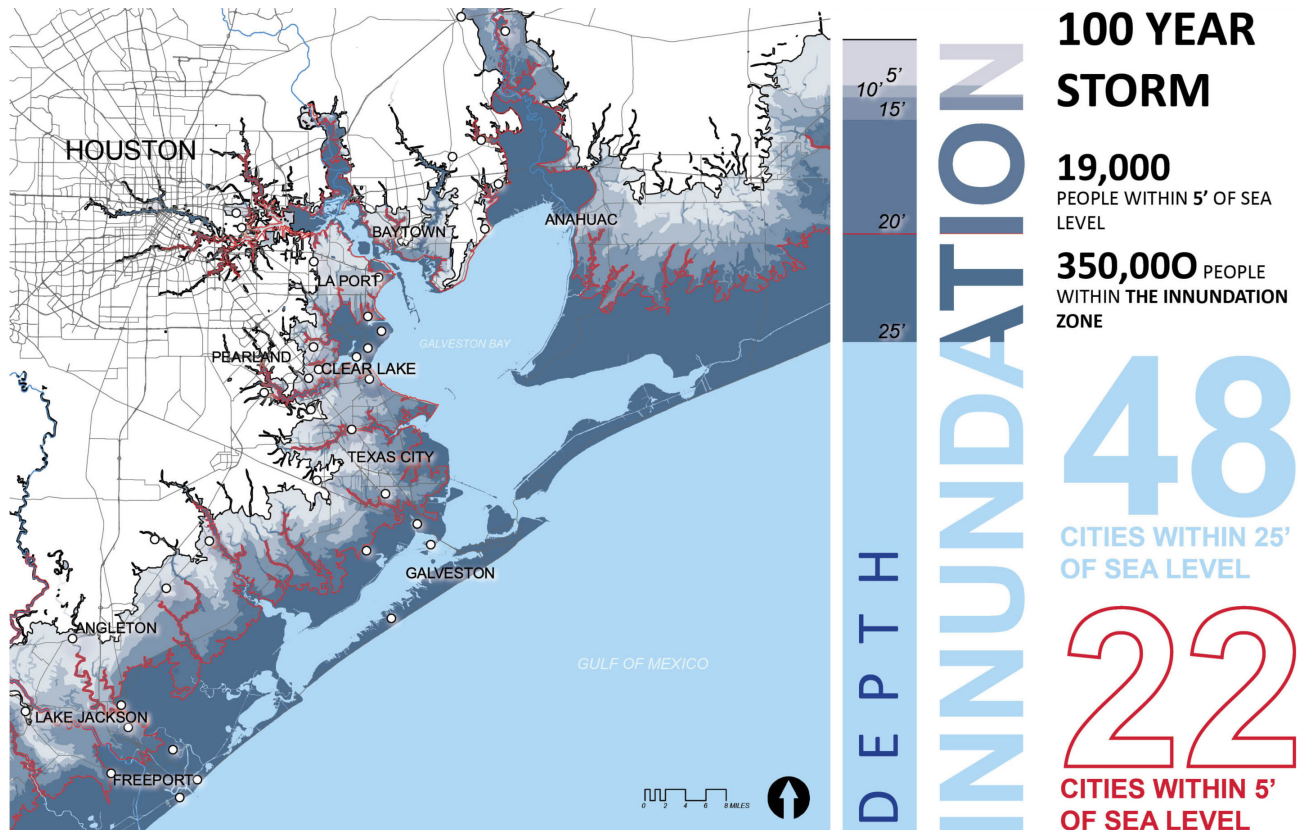 HOUSTON
BAYTOWN
ANAHUAC
LA PORT
GALVESTON BAY
PEARLAND
CLEAR LAKE
TEXAS CITY
GALVESTON
ANGLETON
GULF OF MEXICO
LAKE JACKSON
FREEPORT
0 2 4 6 8 MILES
5'
10'
15'
20'
25'
DEPTH
INNUNDATION
100 YEAR
STORM
19,000
PEOPLE WITHIN 5' OF SEA
LEVEL
350,00O PEOPLE
WITHIN THE INNUNDATION
ZONE
48
CITIES WITHIN 25'
OF SEA LEVEL
22
CITIES WITHIN 5'
OF SEA LEVEL